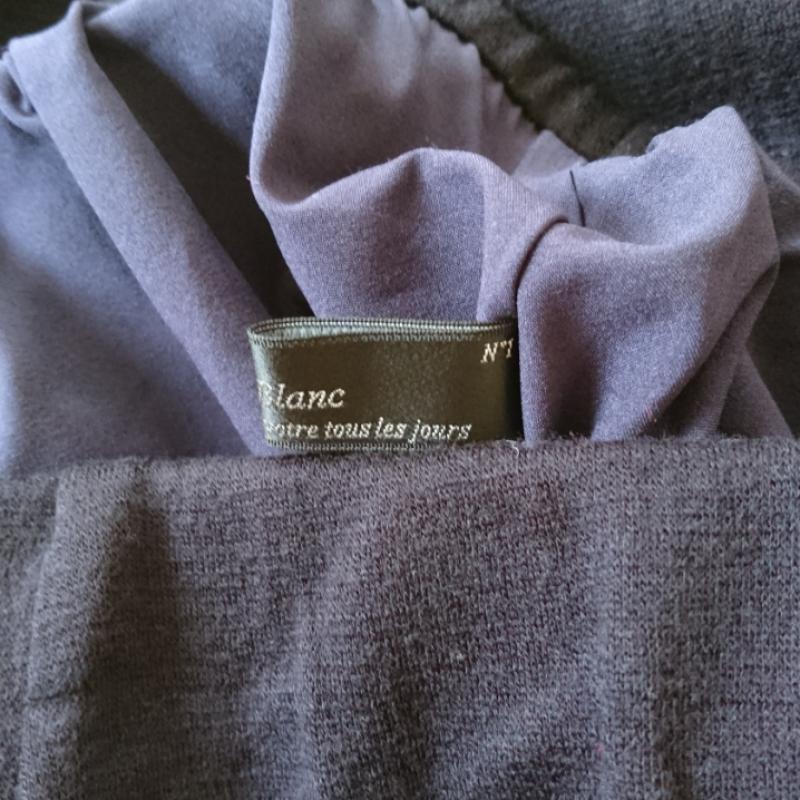 N°1
Blanc
otre tous les jours